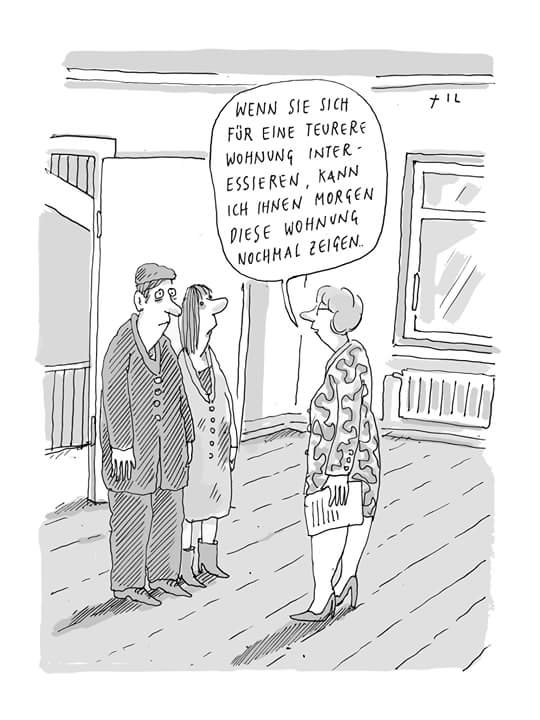 WENN SIE SICH
FÜR EINE TEURERE
WOHNUNG INTER-
ESSIEREN, KANN
ICH IHNEN MORGEN
DIESE WOHNUNG
NOCHMAL ZEIGEN..
TIL